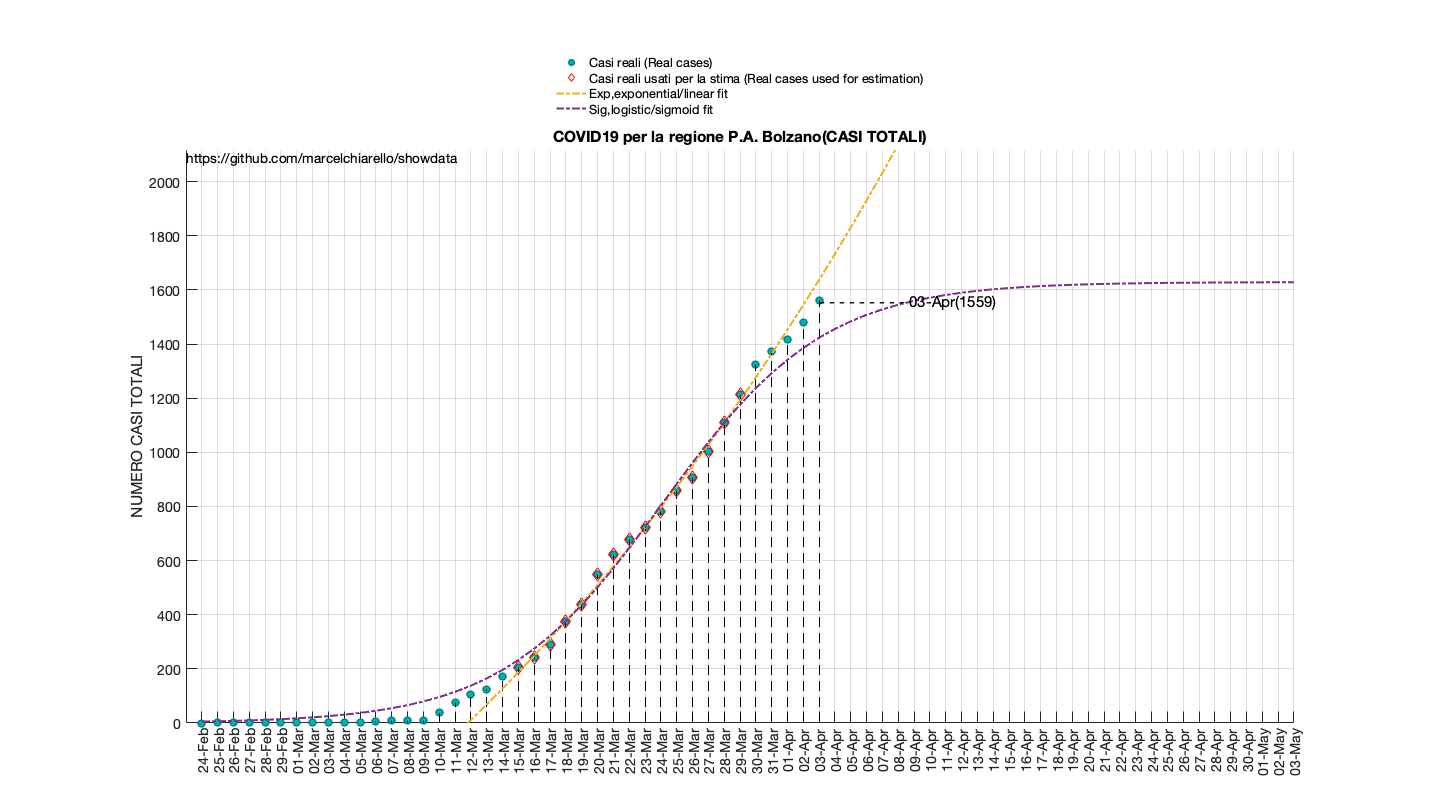 Casi reali (Real cases)
Casi reali usati per la stima (Real cases used for estimation)
Exp,exponential/linear fit
Sig,logistic/sigmoid fit
COVID19 per la regione P.A. Bolzano(CASI TOTALI)
https://github.com/marcelchiarello/showdata
NUMERO CASI TOTALI
2000
1800
1600
1400
1200
1000
800
600
400
200
0
03-Apr(1559)
24-Feb
25-Feb
26-Feb
27-Feb
28-Feb
29-Feb
01-Mar
02-Mar
03-Mar
04-Mar
05-Mar
06-Mar
07-Mar
08-Mar
09-Mar
10-Mar
11-Mar
12-Mar
13-Mar
14-Mar
15-Mar
16-Mar
17-Mar
18-Mar
19-Mar
20-Mar
21-Mar
22-Mar
23-Mar
24-Mar
25-Mar
26-Mar
27-Mar
28-Mar
29-Mar
30-Mar
31-Mar
01-Apr
02-Apr
03-Apr
04-Apr
05-Apr
06-Apr
07-Apr
08-Apr
09-Apr
10-Apr
11-Apr
12-Apr
13-Apr
14-Apr
15-Apr
16-Apr
17-Apr
18-Apr
19-Apr
20-Apr
21-Apr
22-Apr
23-Apr
24-Apr
25-Apr
26-Apr
27-Apr
28-Apr
29-Apr
30-Apr
01-May
02-May
03-May